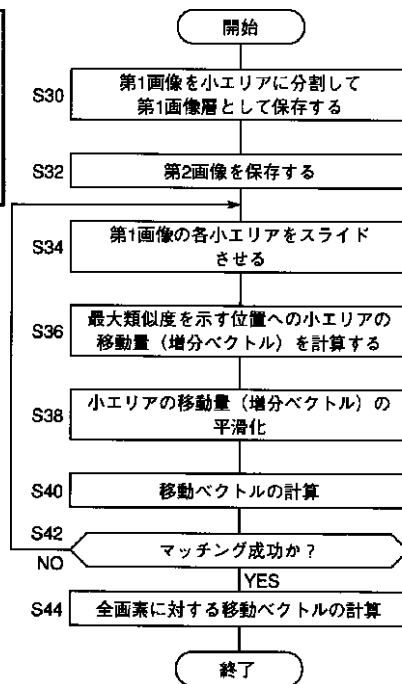 開始
S30
第1画像を小エリアに分割して
第1画像層として保存する
S32
第2画像を保存する
S34
第1画像の各小エリアをスライド
させる
S36
最大類似度を示す位置への小エリアの
移動量（増分ベクトル）を計算する
S38
小エリアの移動量（増分ベクトル）の
平滑化
S40
移動ベクトルの計算
S42
マッチング成功か？
NO
YES
S44
全画素に対する移動ベクトルの計算
終了